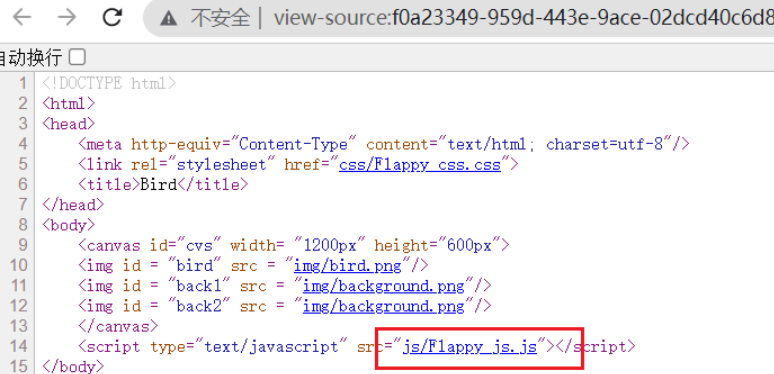 不安全 | view-source:f0a23349-959d-443e-9ace-02dcd40c6d8
自动换行
1 <!DOCTYPE html>
2 <html>
3 <head>
4 <meta http-equiv="Content-Type" content="text/html; charset=utf-8"/>
5 <link rel="stylesheet" href="css/Flappy_css.css">
6 <title>Bird</title>
7 </head>
8 <body>
9 <canvas id="cvs" width= "1200px" height="600px">
10 <img id = "bird" src = "img/bird.png"/>
11 <img id = "back1" src = "img/background.png"/>
12 <img id = "back2" src = "img/background.png"/>
13 </canvas>
14 <script type="text/javascript" src="js/Flappy_js.js"></script>
15 </body>